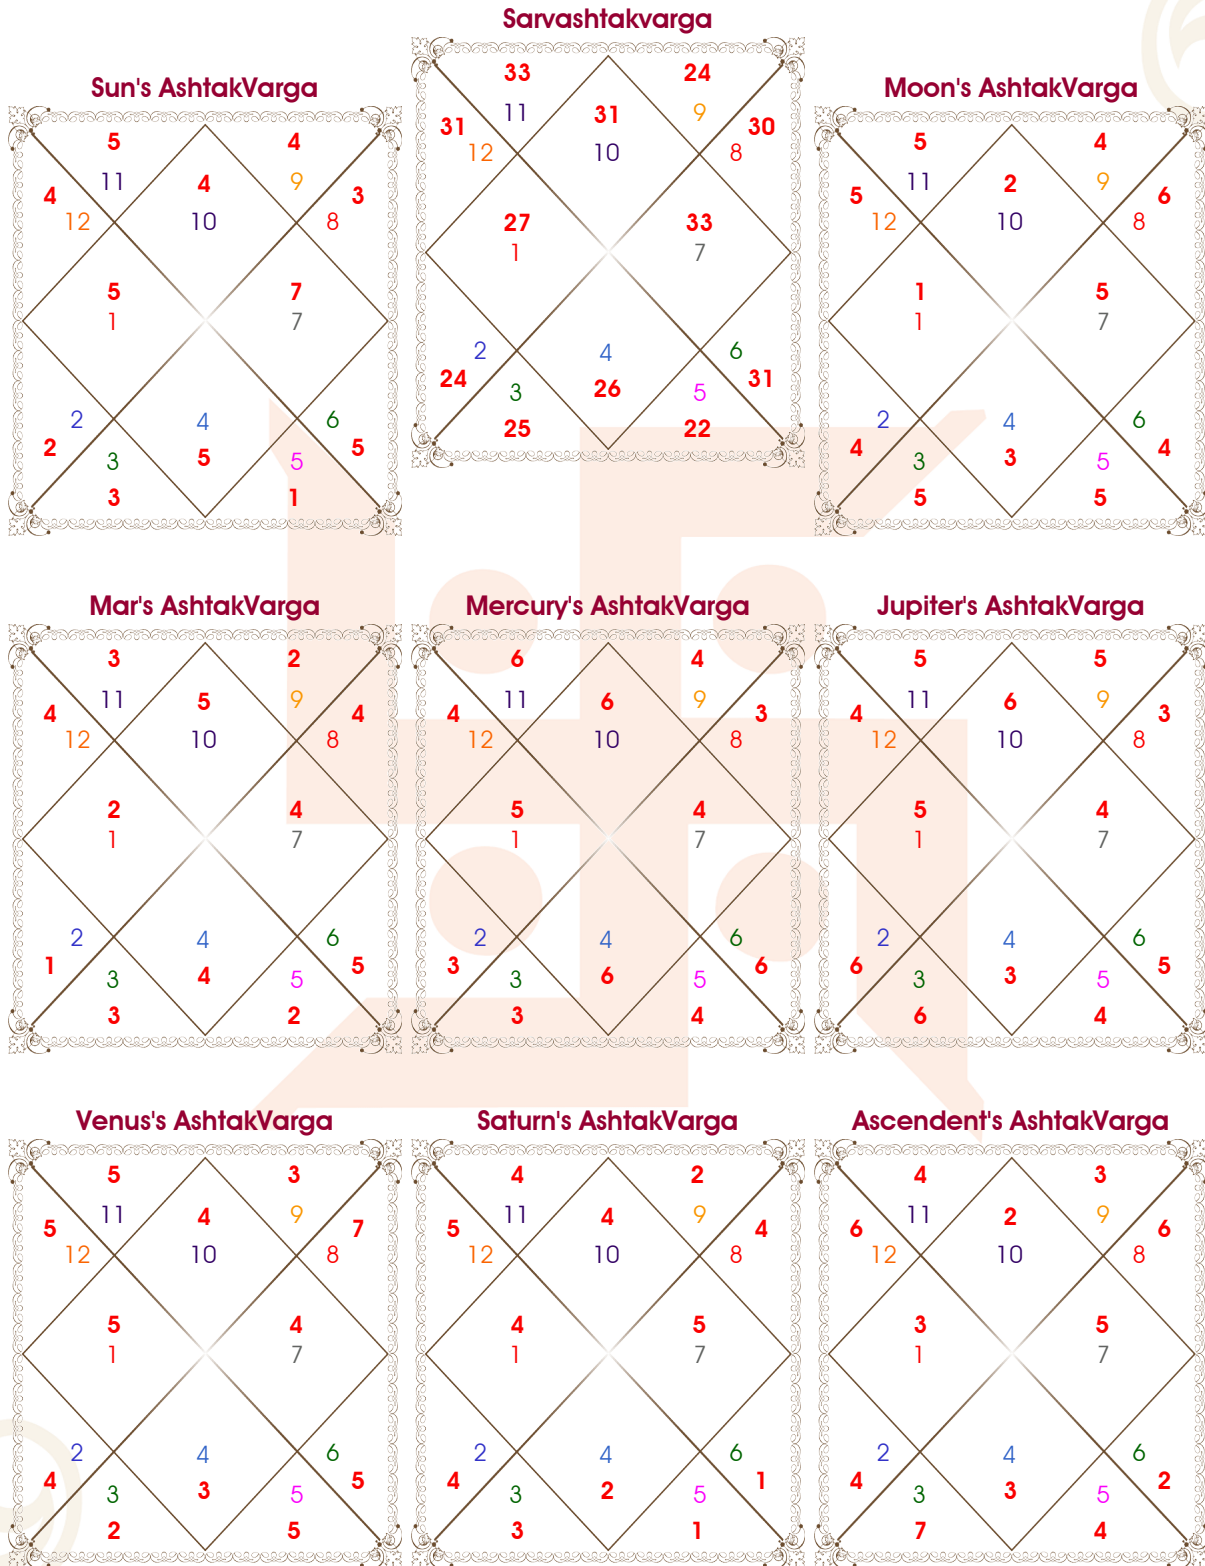 Sarvashtakvarga
33 24
11 31 9
31 30
12 10 8
27 33
1 7
2 4 6
24 26 31
3 5
25 22
Sun's AshtakVarga
5 4
11 4 9
4 3
12 10 8
5 7
1 7
2 4 6
2 5 5
3 5
3 1
Moon's AshtakVarga
5 4
11 2 9
5 6
12 10 8
1 5
1 7
2 4 6
4 3 4
3 5
5 5
Mar's AshtakVarga
3 2
11 5 9
4 4
12 10 8
2 4
1 7
2 4 6
1 4 5
3 5
3 2
Mercury's AshtakVarga
6 4
11 6 9
4 3
12 10 8
5 4
1 7
2 4 6
3 6 6
3 5
3 4
Jupiter's AshtakVarga
5 5
11 6 9
4 3
12 10 8
5 4
1 7
2 4 6
6 3 5
3 5
6 4
Venus's AshtakVarga
5 3
11 4 9
5 7
12 10 8
5 4
1 7
2 4 6
4 3 5
3 5
2 5
Saturn's AshtakVarga
4 2
11 4 9
5 4
12 10 8
4 5
1 7
2 4 6
4 2 1
3 5
3 1
Ascendent's AshtakVarga
4 3
11 2 9
6 6
12 10 8
3 5
1 7
2 4 6
4 3 2
3 5
7 4